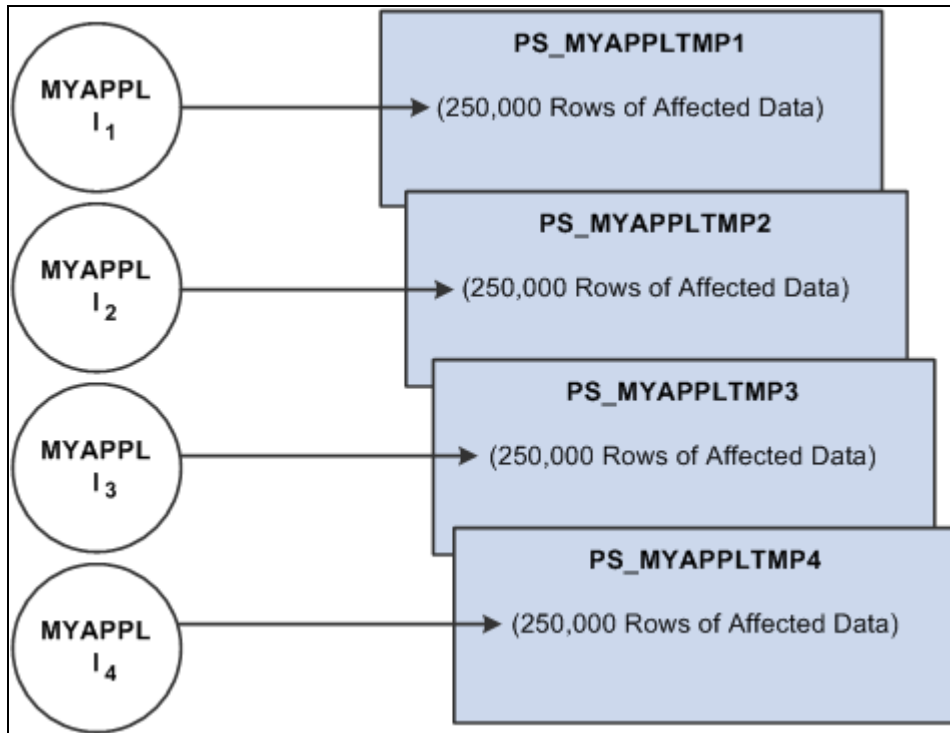 MYAPPL
I1
PS_MYAPPLTMP1
(250,000 Rows of Affected Data)
MYAPPL
I2
PS_MYAPPLTMP2
(250,000 Rows of Affected Data)
MYAPPL
I3
PS_MYAPPLTMP3
(250,000 Rows of Affected Data)
MYAPPL
I4
PS_MYAPPLTMP4
(250,000 Rows of Affected Data)